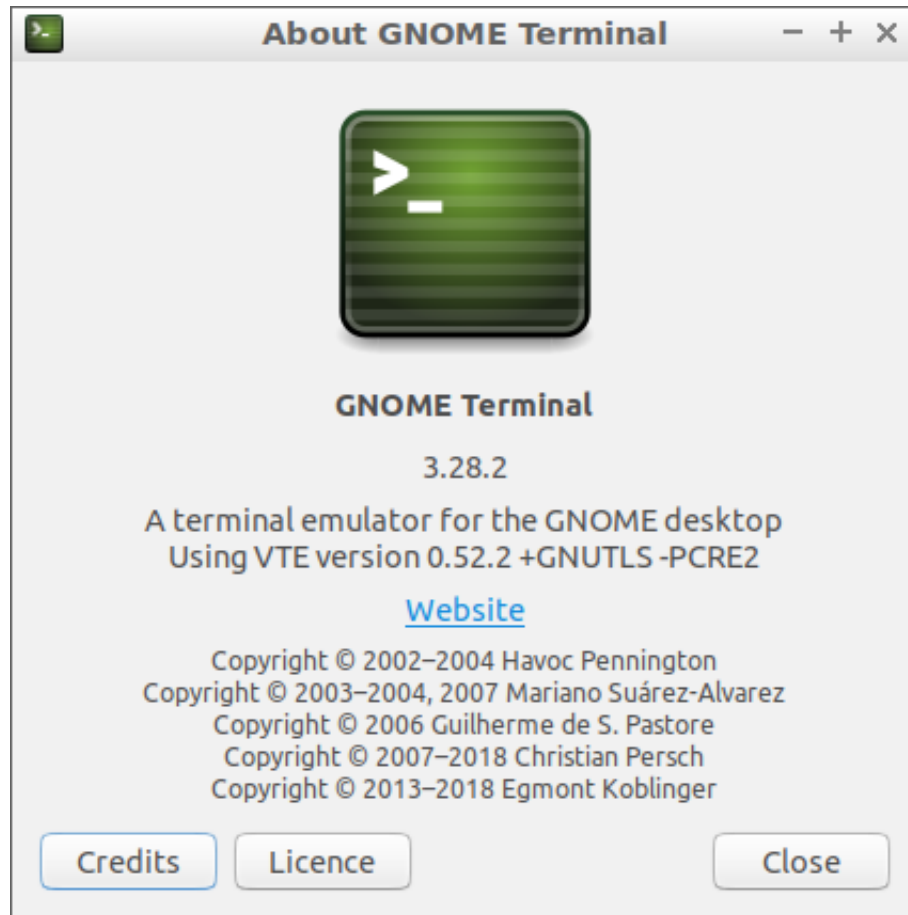 About GNOME Terminal
>_
GNOME Terminal
3.28.2
A terminal emulator for the GNOME desktop
Using VTE version 0.52.2 +GNUTLS -PCRE2
Website
Copyright © 2002–2004 Havoc Pennington
Copyright © 2003–2004, 2007 Mariano Suárez-Alvarez
Copyright © 2006 Guilherme de S. Pastore
Copyright © 2007–2018 Christian Persch
Copyright © 2013–2018 Egmont Koblinger
Credits Licence Close